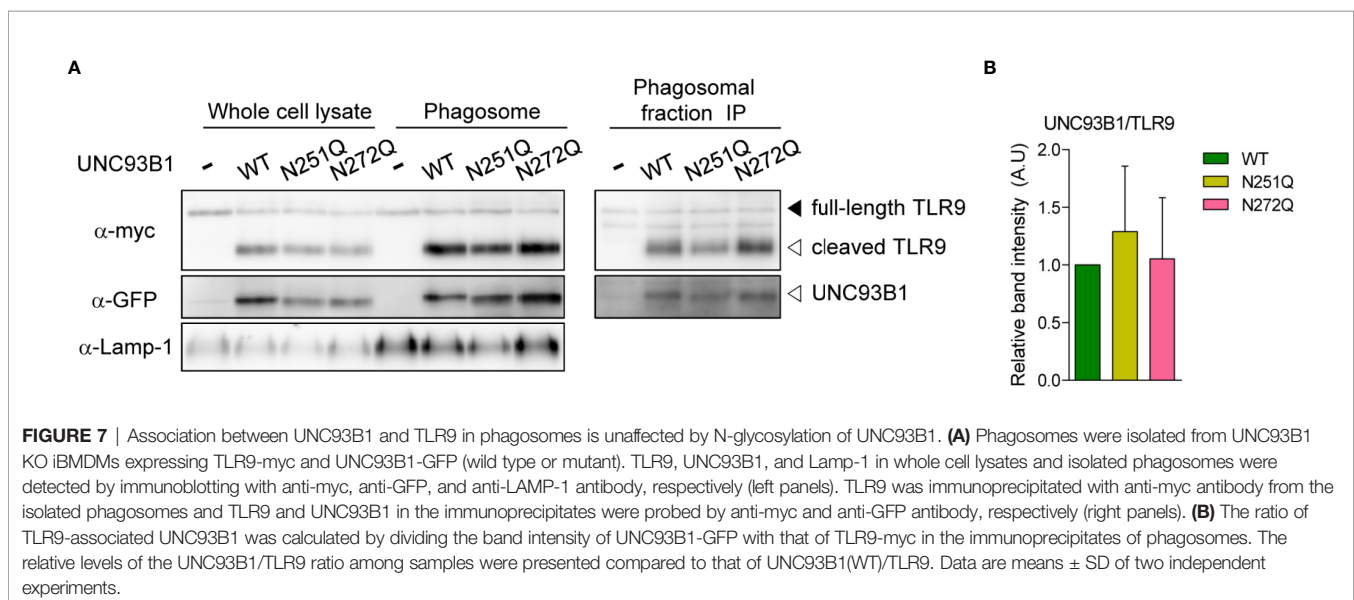 A
B
Whole cell lysate
Phagosome
Phagosomal
fraction IP
UNC93B1
- WT N251Q N272Q - WT N251Q N272Q
- WT N251Q N272Q
α-myc
full-length TLR9
cleaved TLR9
α-GFP
UNC93B1
α-Lamp-1
UNC93B1/TLR9
Relative band intensity (A.U)
2.0
1.5
1.0
0.5
0.0
WT
N251Q
N272Q
FIGURE 7 | Association between UNC93B1 and TLR9 in phagosomes is unaffected by N-glycosylation of UNC93B1. (A) Phagosomes were isolated from UNC93B1
KO iBMDMs expressing TLR9-myc and UNC93B1-GFP (wild type or mutant). TLR9, UNC93B1, and Lamp-1 in whole cell lysates and isolated phagosomes were
detected by immunoblotting with anti-myc, anti-GFP, and anti-LAMP-1 antibody, respectively (left panels). TLR9 was immunoprecipitated with anti-myc antibody from the
isolated phagosomes and TLR9 and UNC93B1 in the immunoprecipitates were probed by anti-myc and anti-GFP antibody, respectively (right panels). (B) The ratio of
TLR9-associated UNC93B1 was calculated by dividing the band intensity of UNC93B1-GFP with that of TLR9-myc in the immunoprecipitates of phagosomes. The
relative levels of the UNC93B1/TLR9 ratio among samples were presented compared to that of UNC93B1(WT)/TLR9. Data are means ± SD of two independent
experiments.